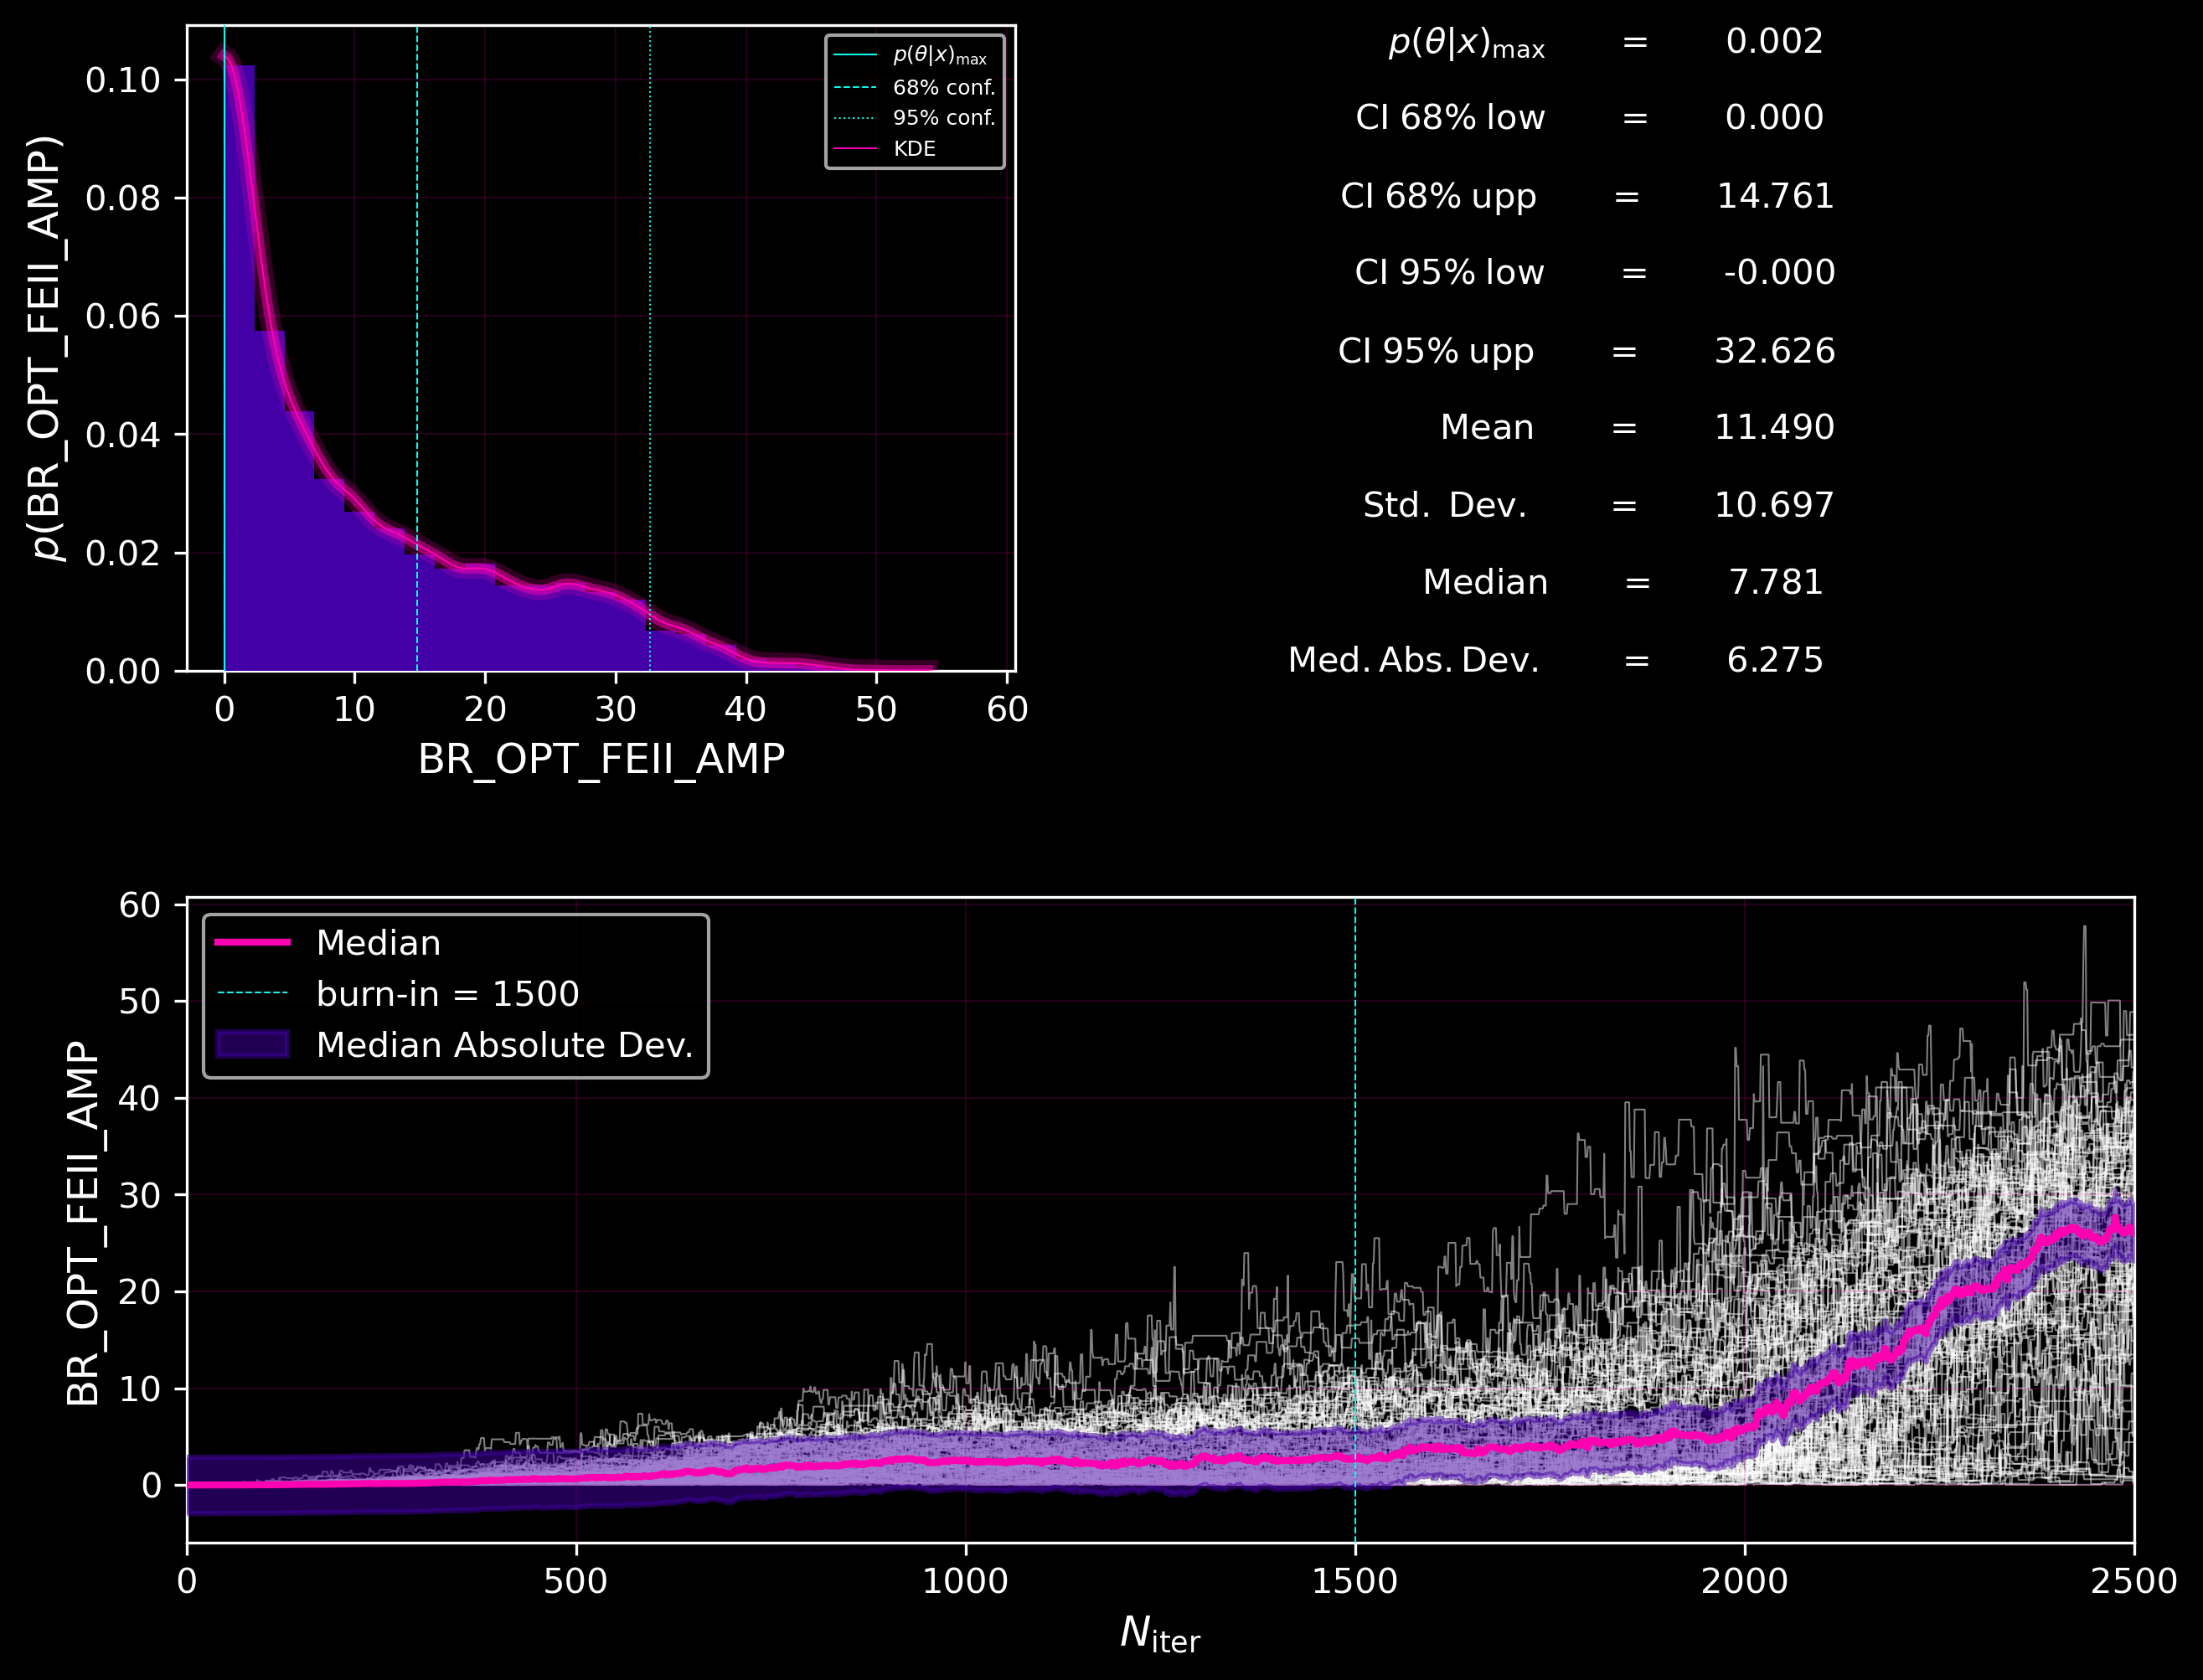 p(BR_OPT_FEII_AMP)
0.10
0.08
0.06
0.04
0.02
0.00
p(θ|x)max
68% conf.
95% conf.
KDE
0 10 20 30 40 50 60
BR_OPT_FEII_AMP
p(θ|x)max = 0.002
CI 68% low = 0.000
CI 68% upp = 14.761
CI 95% low = -0.000
CI 95% upp = 32.626
Mean = 11.490
Std. Dev. = 10.697
Median = 7.781
Med. Abs. Dev. = 6.275
BR_OPT_FEII_AMP
60
50
40
30
20
10
0
Median
burn-in = 1500
Median Absolute Dev.
0 500 1000 1500 2000 2500
Niter